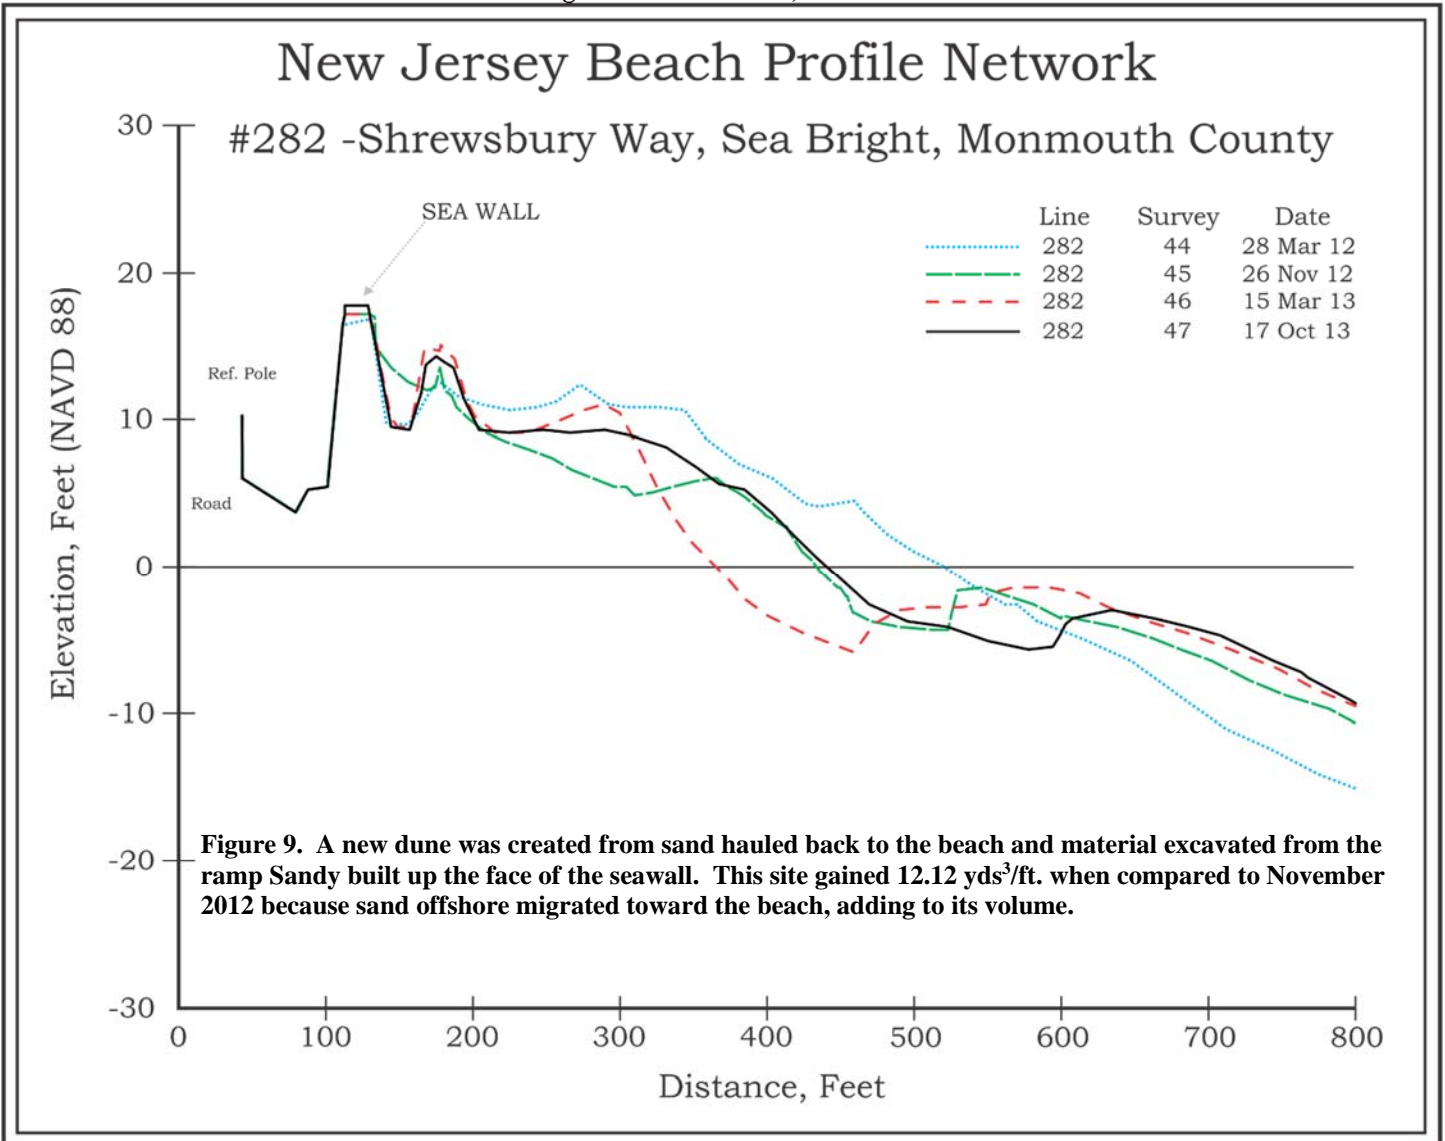 New Jersey Beach Profile Network
#282 -Shrewsbury Way, Sea Bright, Monmouth County
SEA WALL
Line Survey Date
282 44 28 Mar 12
282 45 26 Nov 12
282 46 15 Mar 13
282 47 17 Oct 13
Elevation, Feet (NAVD 88)
30
20
10
0
-10
-20
-30
Ref. Pole
Road
Figure 9.  A new dune was created from sand hauled back to the beach and material excavated from the
ramp Sandy built up the face of the seawall.  This site gained 12.12 yds³/ft. when compared to November
2012 because sand offshore migrated toward the beach, adding to its volume.
0 100 200 300 400 500 600 700 800
Distance, Feet